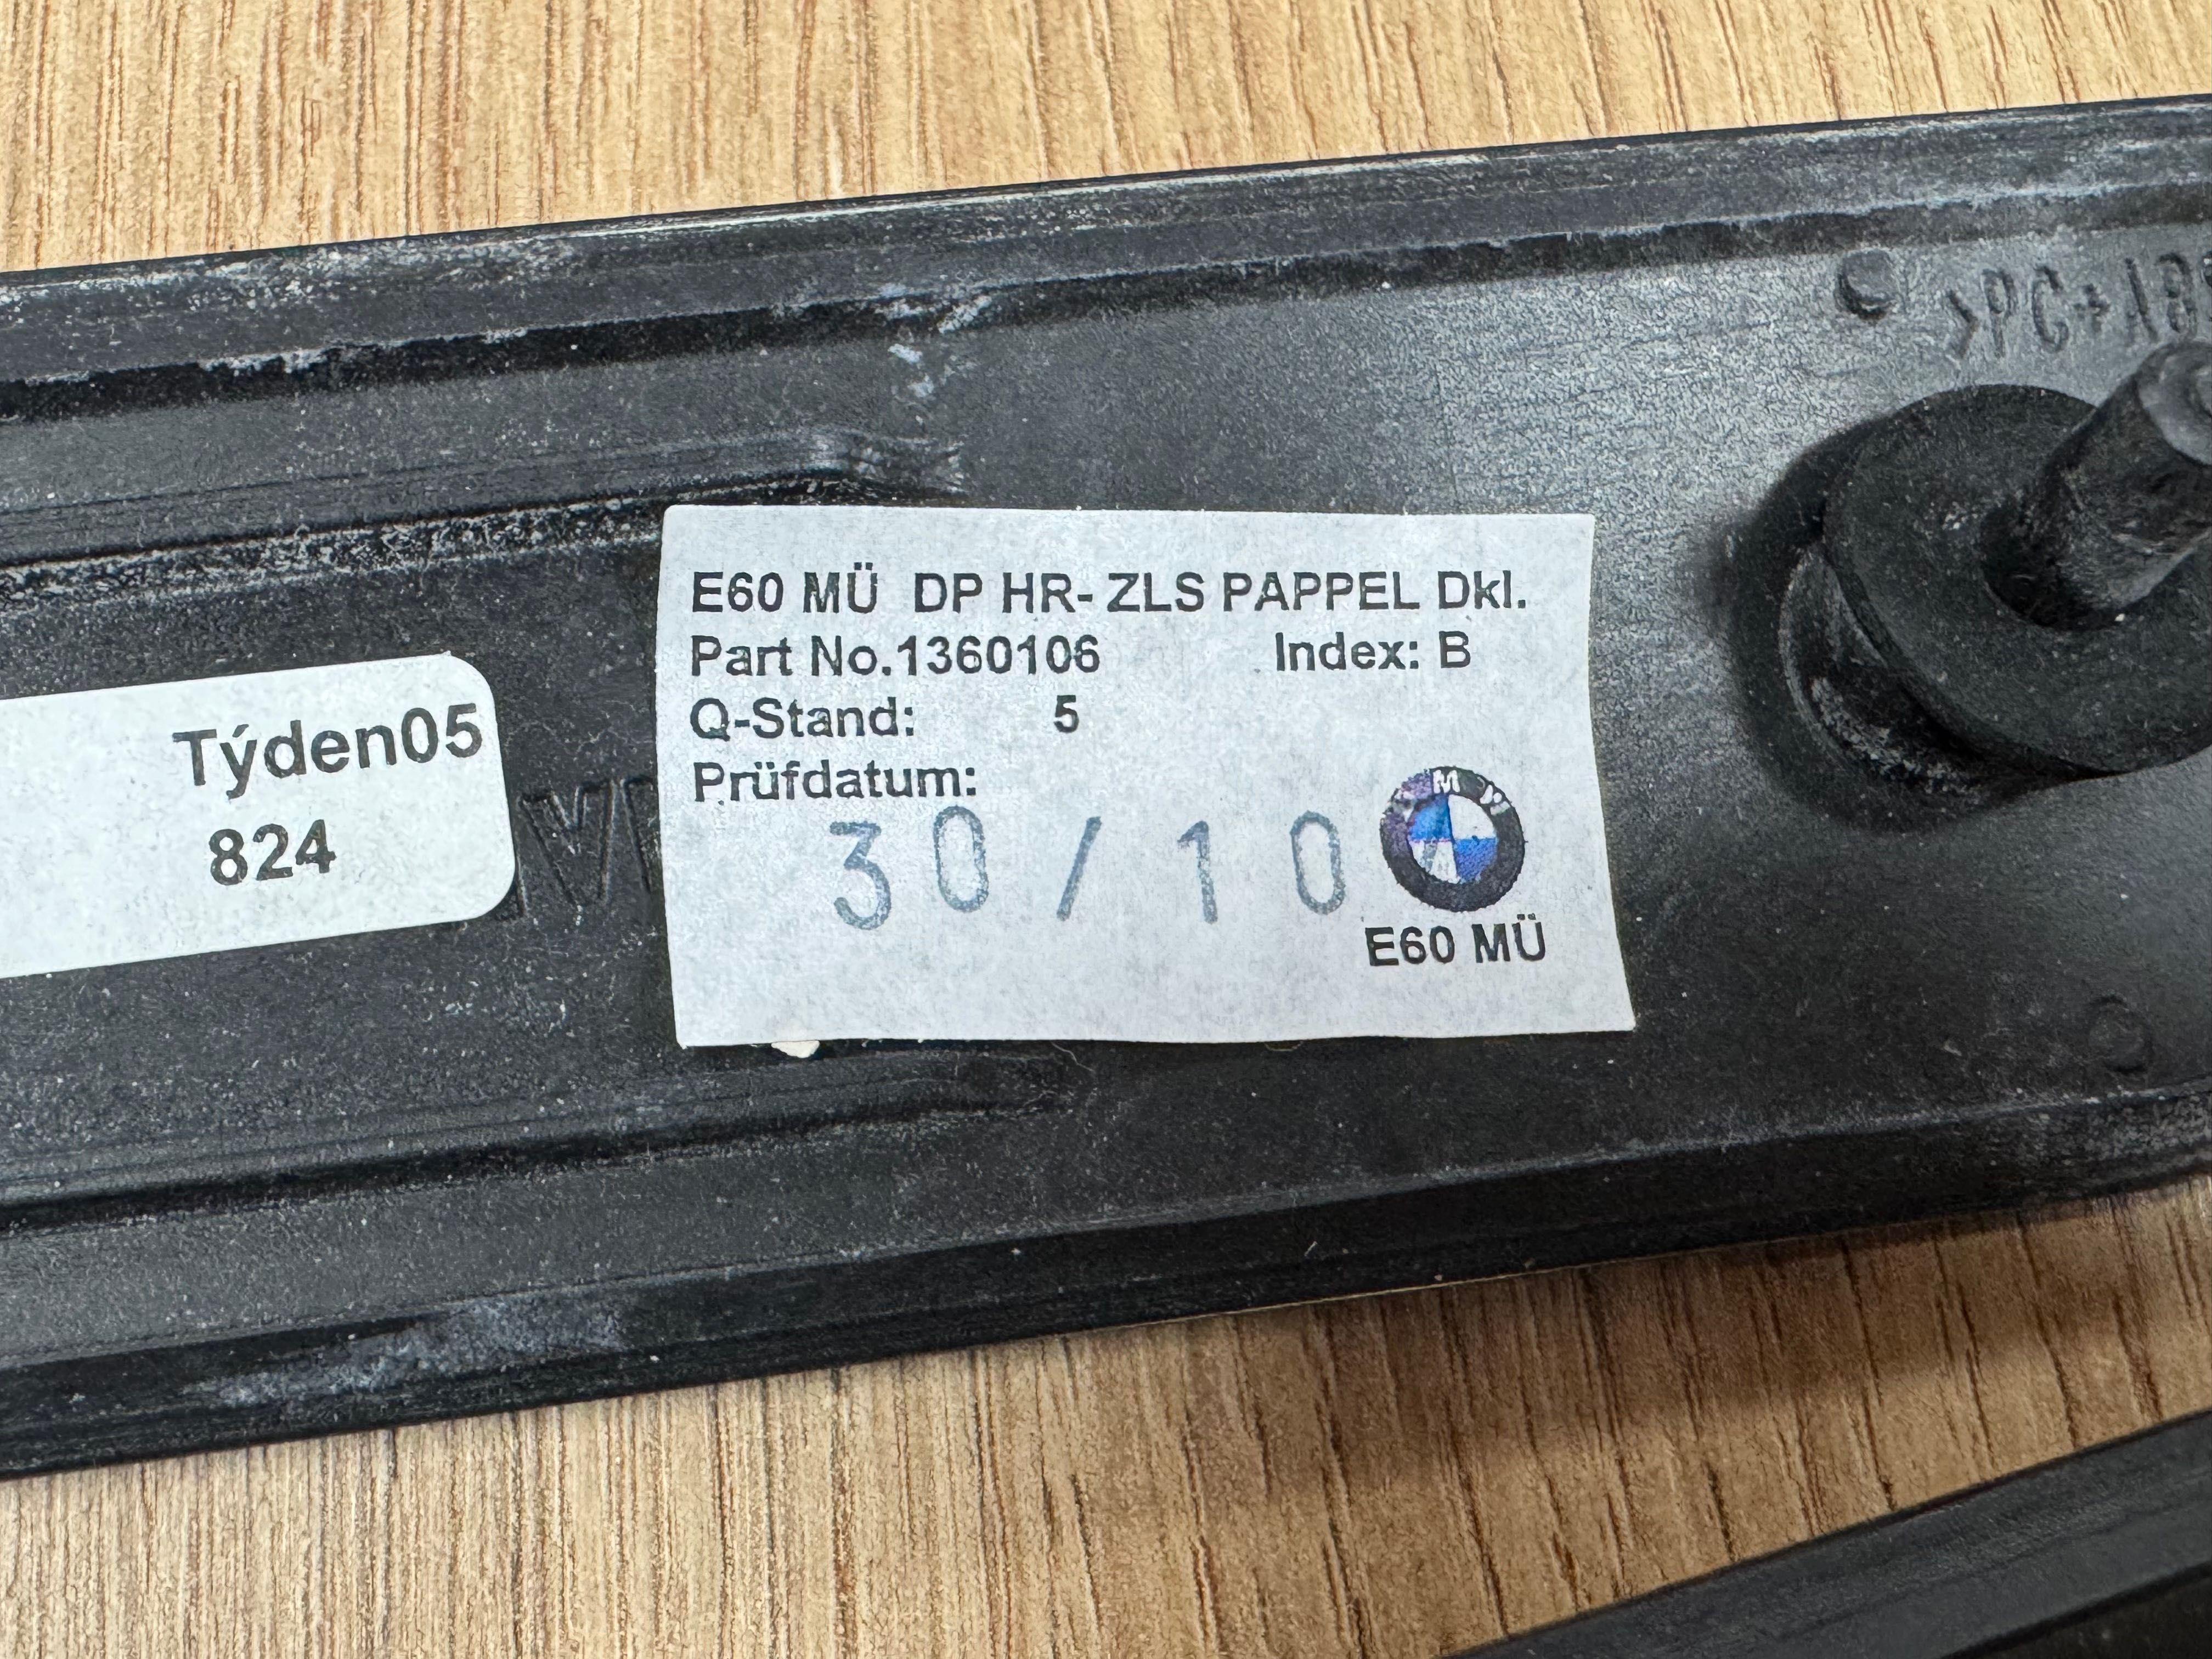 >PC+AB
E60 MÜ DP HR- ZLS PAPPEL Dkl.
Part No.1360106 Index: B
Q-Stand: 5
Prüfdatum:
30/10
E60 MÜ
Týden05
824